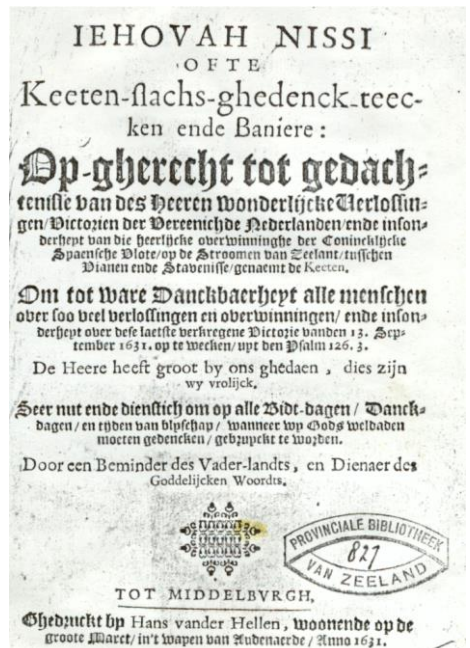 IEHOVAH NISSI
OFTE
Keeten-slachs-ghedenck-teec-
ken ende Baniere:
Op-gherecht tot gedach-
tenisse van des Heeren wonderlijcke Verlossin-
gen/Victorien der Vereenichde Nederlanden/ende inson-
derheyt van die heerlijcke overwinninghe der Conincklijcke
Spaensche Vlote/op de Stroomen van Zeelant/tusschen
Vianen ende Stavenisse/genaemt de Keeten.
Om tot ware Danckbaerheyt alle menschen
over soo veel verlossingen en overwinningen/ende inson-
derheyt over dese laetste verkregene Victorie vanden 13. Sep-
tember 1631. op te wecken/uyt den Psalm 126. 3.
De Heere heeft groot by ons ghedaen, dies zijn
wy vrolijck.
Seer nut ende dienstich om op alle Bidt-dagen/Danck-
dagen/en tyden van blyschap/wanneer wy Gods weldaden
moeten gedencken/gebruyckt te worden.
Door een Beminder des Vader-landts, en Dienaer des
Goddelijcken Woordts.
PROVINCIALE BIBLIOTHEEK
827
VAN ZEELAND
TOT MIDDELBVRGH,
Ghedruckt by Hans vander Hellen, woonende op de
groote Marct/in't wapen van Audenaerde/Anno 1631.